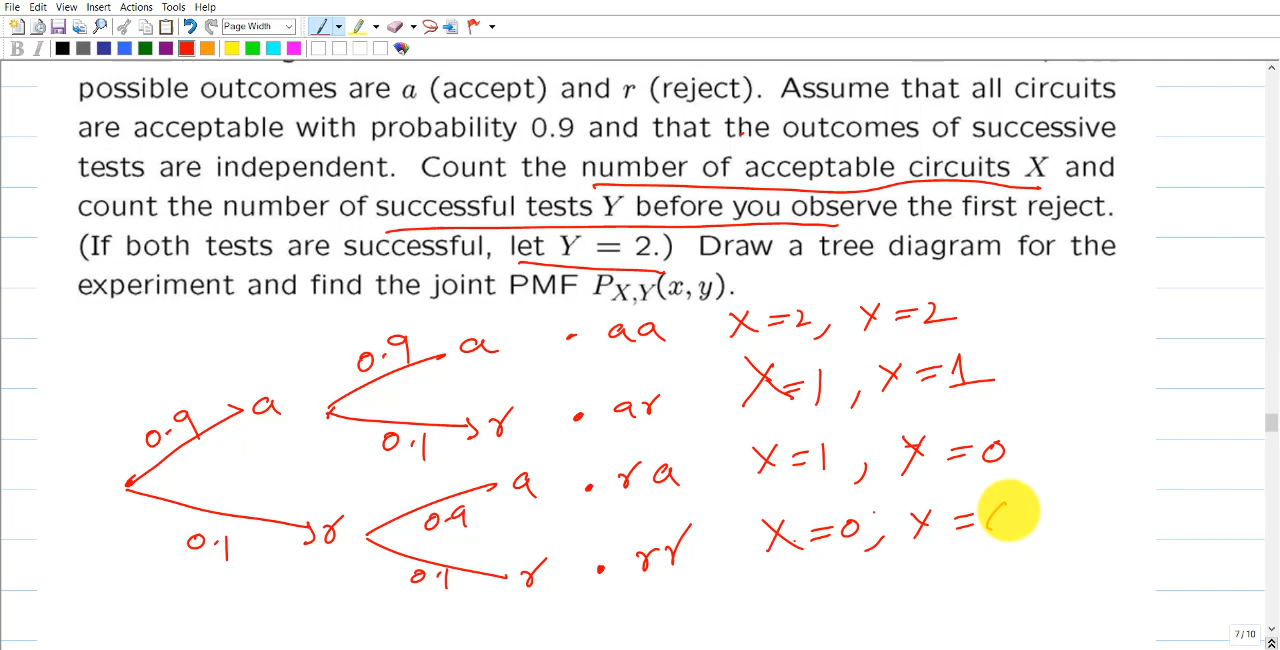 File Edit View Insert Actions Tools Help
Page Width
B I
possible outcomes are a (accept) and r (reject). Assume that all circuits
are acceptable with probability 0.9 and that the outcomes of successive
tests are independent. Count the number of acceptable circuits X and
count the number of successful tests Y before you observe the first reject.
(If both tests are successful, let Y = 2.) Draw a tree diagram for the
experiment and find the joint PMF P_{X,Y}(x, y).
0.9 a · aa X=2, Y=2
0.9 a 0.1 r · ar X=1, Y=1
0.1 r 0.9 a · ra X=1, Y=0
0.1 r · rr X=0; Y=
7/10